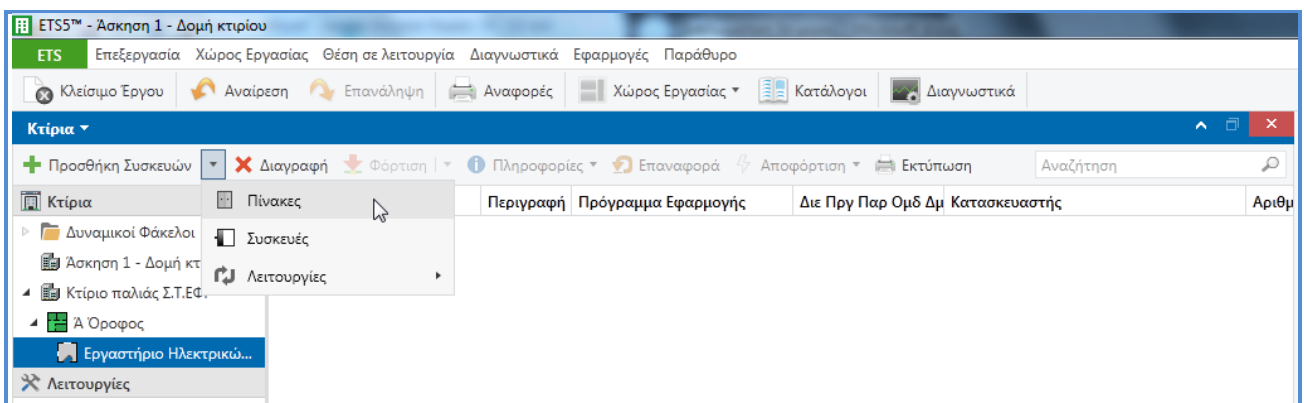 ETS5™ - Άσκηση 1 - Δομή κτιρίου
ETS Επεξεργασία Χώρος Εργασίας Θέση σε λειτουργία Διαγνωστικά Εφαρμογές Παράθυρο
Κλείσιμο Έργου Αναίρεση Επανάληψη Αναφορές Χώρος Εργασίας Κατάλογοι Διαγνωστικά
Κτίρια
Προσθήκη Συσκευών Διαγραφή Φόρτιση Πληροφορίες Επαναφορά Αποφόρτιση Εκτύπωση Αναζήτηση
Κτίρια Πίνακες Περιγραφή Πρόγραμμα Εφαρμογής Διε Πργ Παρ Ομδ Δμ Κατασκευαστής Αριθμ
Δυναμικοί Φάκελοι Συσκευές
Άσκηση 1 - Δομή κτ Λειτουργίες
Κτίριο παλιάς Σ.Τ.ΕΦ.
Ά Όροφος
Εργαστήριο Ηλεκτρικώ...
Λειτουργίες